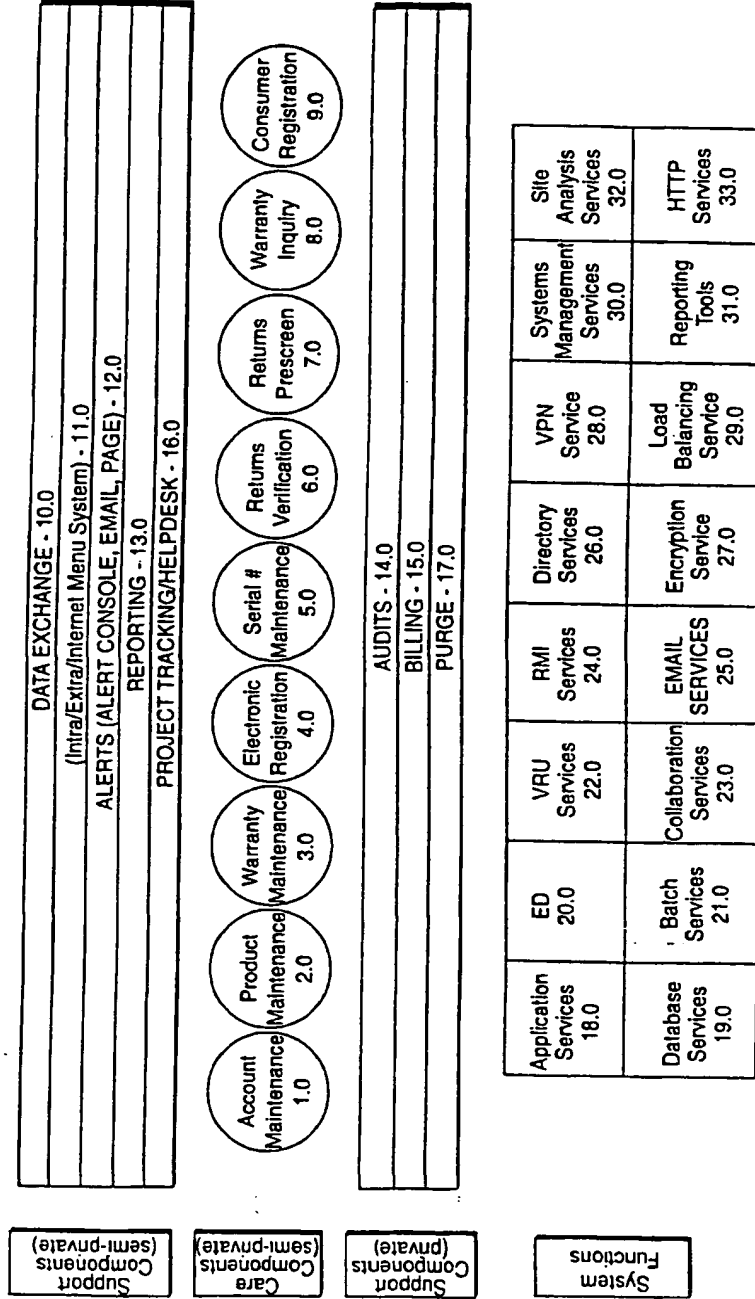 Support
Components
(semi-private)
DATA EXCHANGE - 10.0
(Intra/Extra/Internet Menu System) - 11.0
ALERTS (ALERT CONSOLE, EMAIL, PAGE) - 12.0
REPORTING - 13.0
PROJECT TRACKING/HELPDESK - 16.0
Care
Components
(semi-private)
Account
Maintenance
1.0
Product
Maintenance
2.0
Warranty
Maintenance
3.0
Electronic
Registration
4.0
Serial #
Maintenance
5.0
Returns
Verification
6.0
Returns
Prescreen
7.0
Warranty
Inquiry
8.0
Consumer
Registration
9.0
Support
Components
(private)
AUDITS - 14.0
BILLING - 15.0
PURGE - 17.0
System
Functions
Application
Services
18.0
ED
20.0
VRU
Services
22.0
RMI
Services
24.0
Directory
Services
26.0
VPN
Service
28.0
Systems
Management
Services
30.0
Site
Analysis
Services
32.0
Database
Services
19.0
Batch
Services
21.0
Collaboration
Services
23.0
EMAIL
SERVICES
25.0
Encryption
Service
27.0
Load
Balancing
Service
29.0
Reporting
Tools
31.0
HTTP
Services
33.0